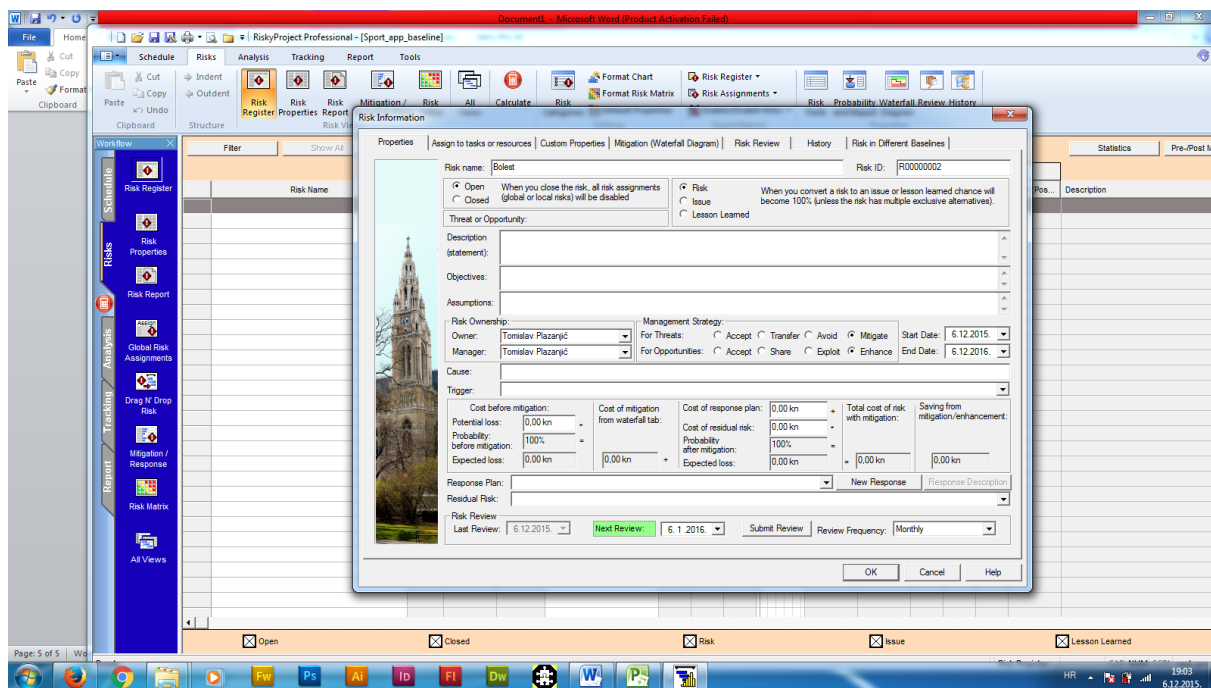 Document1 - Microsoft Word (Product Activation Failed)
File Home
RiskyProject Professional - [Sport_app_baseline]
Schedule Risks Analysis Tracking Report Tools
Paste Cut Copy Format
Clipboard
Paste Cut Copy Undo
Clipboard
Indent
Outdent
Structure
Risk Register
Risk Properties
Risk Report
Mitigation /
Risk
All
Calculate
Risk
Format Chart
Format Risk Matrix
Risk Register
Risk Assignments
Risk Probability Waterfall Review History
Workflow
Schedule
Risks
Analysis
Tracking
Report
Risk Register
Risk Properties
Risk Report
Assign
Global Risk Assignments
Drag N' Drop Risk
Mitigation / Response
Risk Matrix
All Views
Filter Show All Statistics Pre-/Post M
Risk Name Pos... Description
Risk Information
Properties Assign to tasks or resources Custom Properties Mitigation (Waterfall Diagram) Risk Review History Risk in Different Baselines
Risk name: Bolest Risk ID: R00000002
Open When you close the risk, all risk assignments
Closed (global or local risks) will be disabled
Risk
Issue
Lesson Learned
When you convert a risk to an issue or lesson learned chance will
become 100% (unless the risk has multiple exclusive alternatives).
Threat or Opportunity:
Description
(statement):
Objectives:
Assumptions:
Risk Ownership:
Owner: Tomislav Plazanjić
Manager: Tomislav Plazanjić
Management Strategy:
For Threats: Accept Transfer Avoid Mitigate
For Opportunities: Accept Share Exploit Enhance
Start Date: 6.12.2015.
End Date: 6.12.2016.
Cause:
Trigger:
Cost before mitigation:
Potential loss: 0,00 kn
Probability
before mitigation: 100% =
Expected loss: 0,00 kn
Cost of mitigation
from waterfall tab:
0,00 kn +
Cost of response plan: 0,00 kn +
Cost of residual risk: 0,00 kn
Probability
after mitigation: 100%
Expected loss: 0,00 kn
Total cost of risk
with mitigation:
= 0,00 kn
Saving from
mitigation/enhancement:
0,00 kn
Response Plan: New Response Response Description
Residual Risk:
Risk Review
Last Review: 6.12.2015. Next Review: 6. 1 .2016. Submit Review Review Frequency: Monthly
OK Cancel Help
Open Closed Risk Issue Lesson Learned
Page: 5 of 5
Fw Ps Ai Id Fl Dw
HR
19:03
6.12.2015.